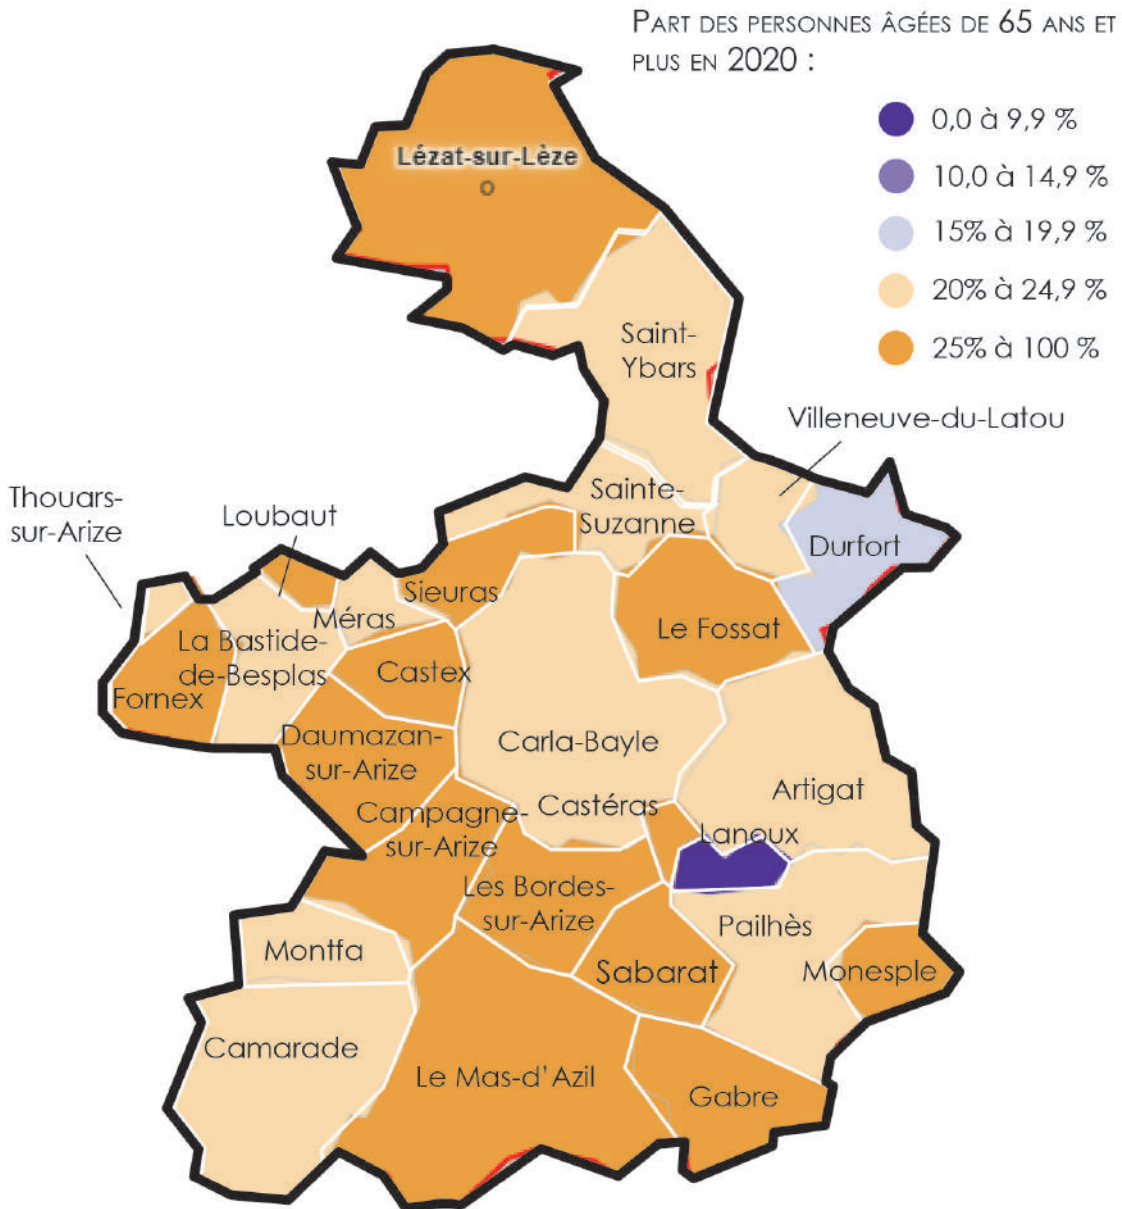 PART DES PERSONNES ÂGÉES DE 65 ANS ET
PLUS EN 2020 :
0,0 à 9,9 %
10,0 à 14,9 %
15% à 19,9 %
20% à 24,9 %
25% à 100 %
Lézat-sur-Lèze
Saint-
Ybars
Villeneuve-du-Latou
Thouars-
sur-Arize
Loubaut
Sainte-
Suzanne
Durfort
Sieuras
Méras
Le Fossat
La Bastide-
de-Besplas
Castex
Fornex
Daumazan-
sur-Arize
Carla-Bayle
Artigat
Campagne-
sur-Arize
Castéras
Lanoux
Les Bordes-
sur-Arize
Pailhès
Montfa
Sabarat
Monesple
Camarade
Le Mas-d'Azil
Gabre